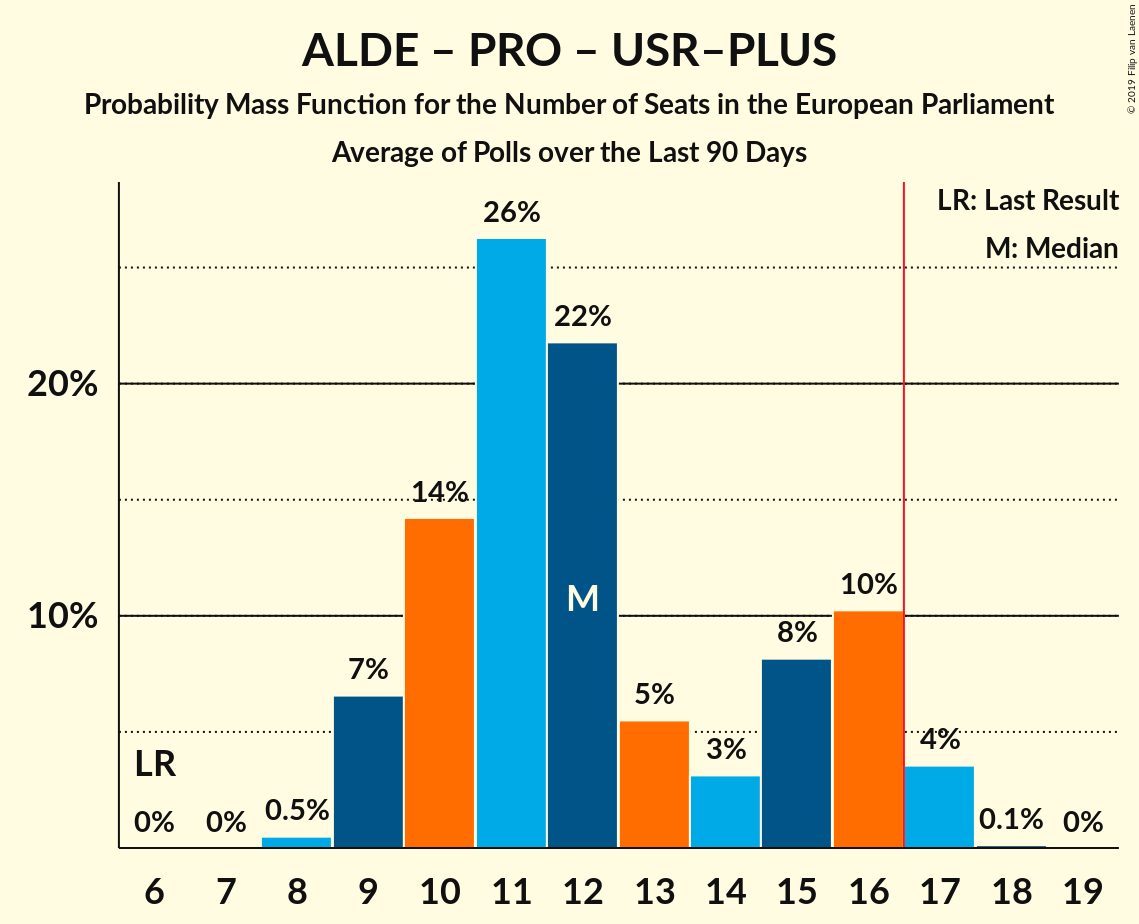 ALDE – PRO – USR–PLUS
Probability Mass Function for the Number of Seats in the European Parliament
Average of Polls over the Last 90 Days
© 2019 Filip van Laenen
LR: Last Result
M: Median
26%
22%
20%
14%
M
10%
10%
8%
7%
5%
3%
4%
LR
0%
0%
0.5%
0.1%
0%
6 7 8 9 10 11 12 13 14 15 16 17 18 19